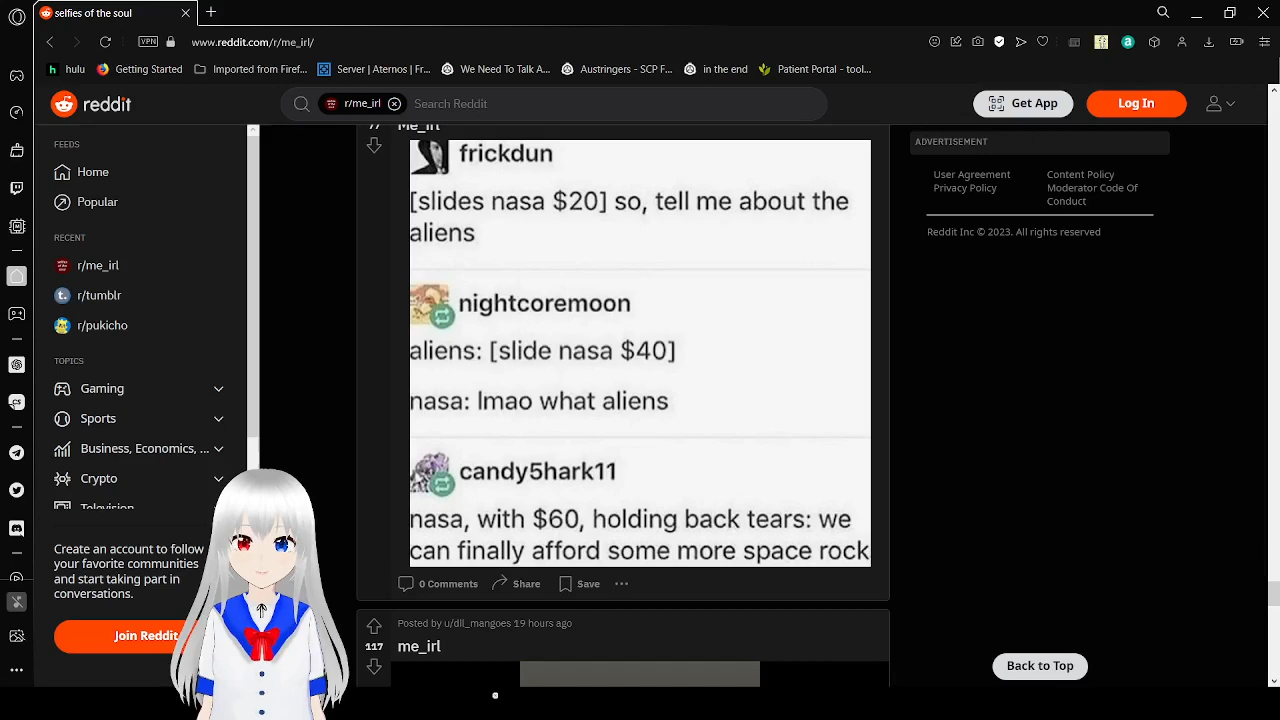 selfies of the soul
www.reddit.com/r/me_irl/
VPN
hulu
Getting Started
Imported from Firef...
Server | Aternos | Fr...
We Need To Talk A...
Austringers - SCP F...
in the end
Patient Portal - tool...
reddit
r/me_irl
Search Reddit
Get App
Log In
FEEDS
Home
Popular
RECENT
r/me_irl
r/tumblr
r/pukicho
TOPICS
Gaming
Sports
Business, Economics, ...
Crypto
Television
Create an account to follow
your favorite communities
and start taking part in
conversations.
Join Reddit
77
Me_irl
frickdun
[slides nasa $20] so, tell me about the
aliens
nightcoremoon
aliens: [slide nasa $40]
nasa: lmao what aliens
candy5hark11
nasa, with $60, holding back tears: we
can finally afford some more space rock
0 Comments
Share
Save
Posted by u/dll_mangoes 19 hours ago
117
me_irl
ADVERTISEMENT
User Agreement
Privacy Policy
Content Policy
Moderator Code Of
Conduct
Reddit Inc © 2023. All rights reserved
Back to Top